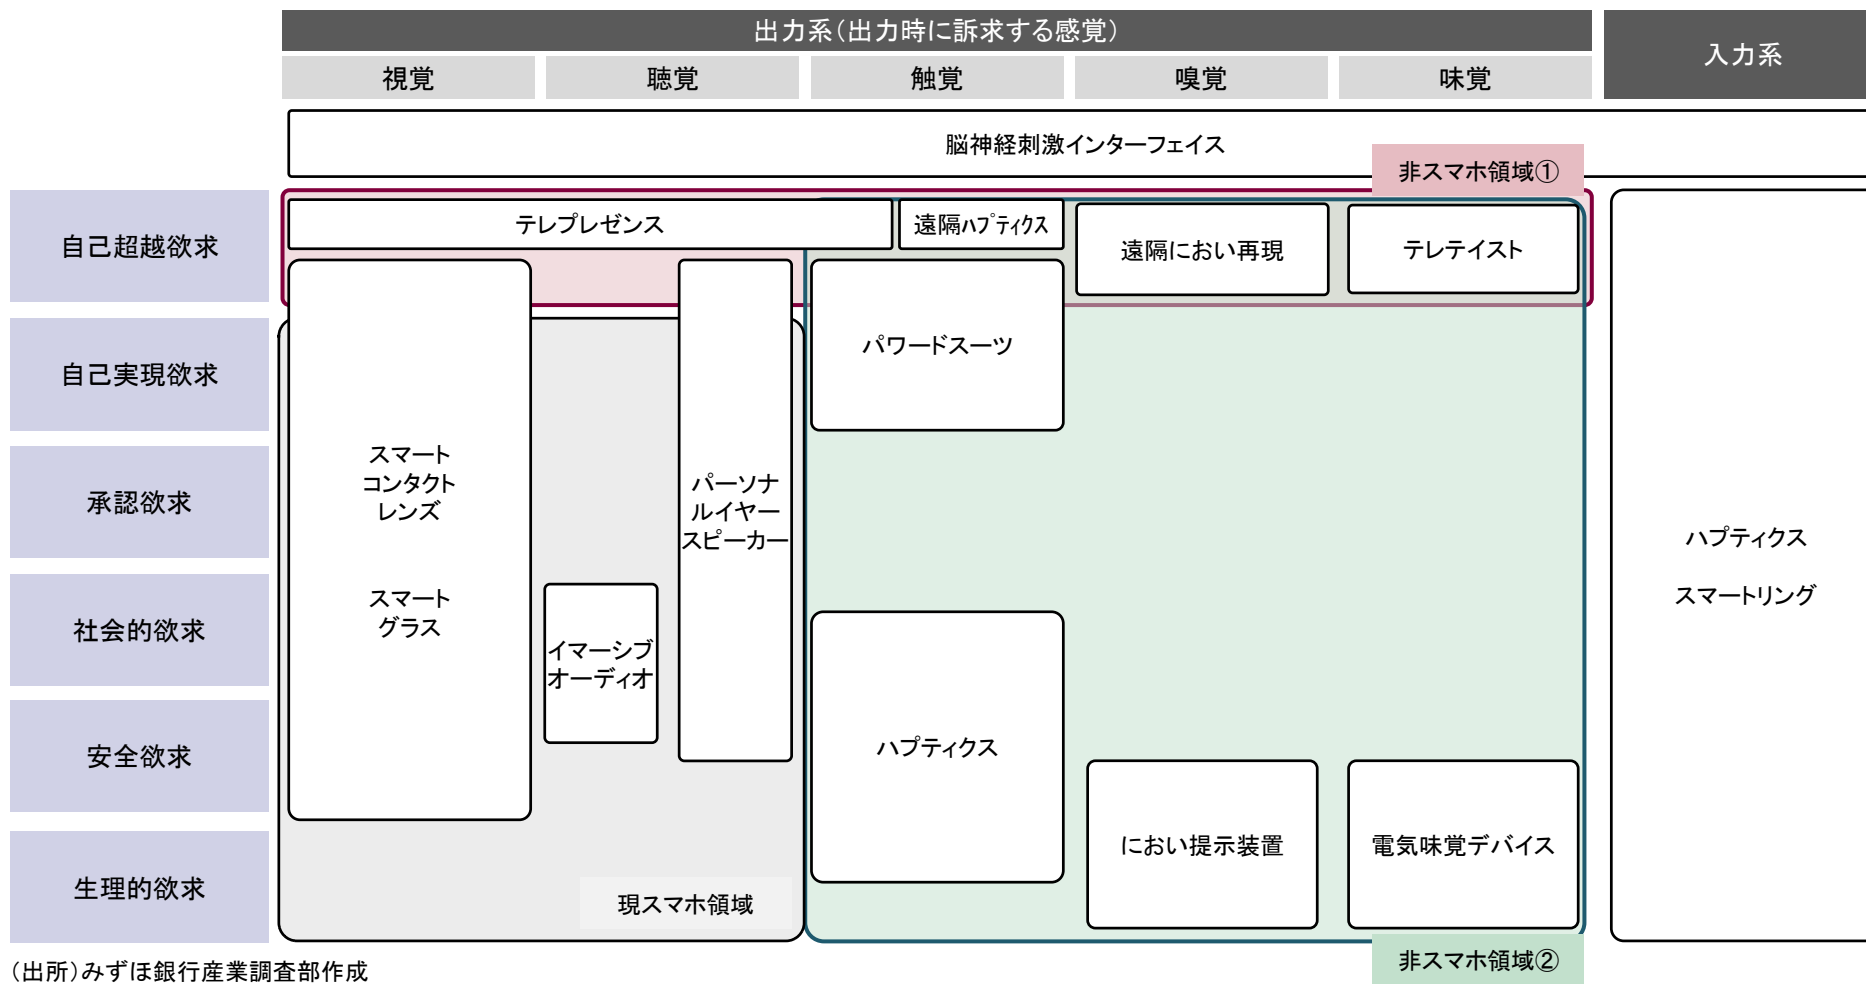 出力系（出力時に訴求する感覚）
入力系
視覚
聴覚
触覚
嗅覚
味覚
脳神経刺激インターフェイス
非スマホ領域①
自己超越欲求
テレプレゼンス
遠隔ハプティクス
遠隔におい再現
テレテイスト
自己実現欲求
パワードスーツ
承認欲求
スマート
コンタクト
レンズ
スマート
グラス
パーソナ
ルイヤー
スピーカー
ハプティクス
スマートリング
社会的欲求
イマーシブ
オーディオ
安全欲求
ハプティクス
におい提示装置
電気味覚デバイス
生理的欲求
現スマホ領域
非スマホ領域②
（出所）みずほ銀行産業調査部作成